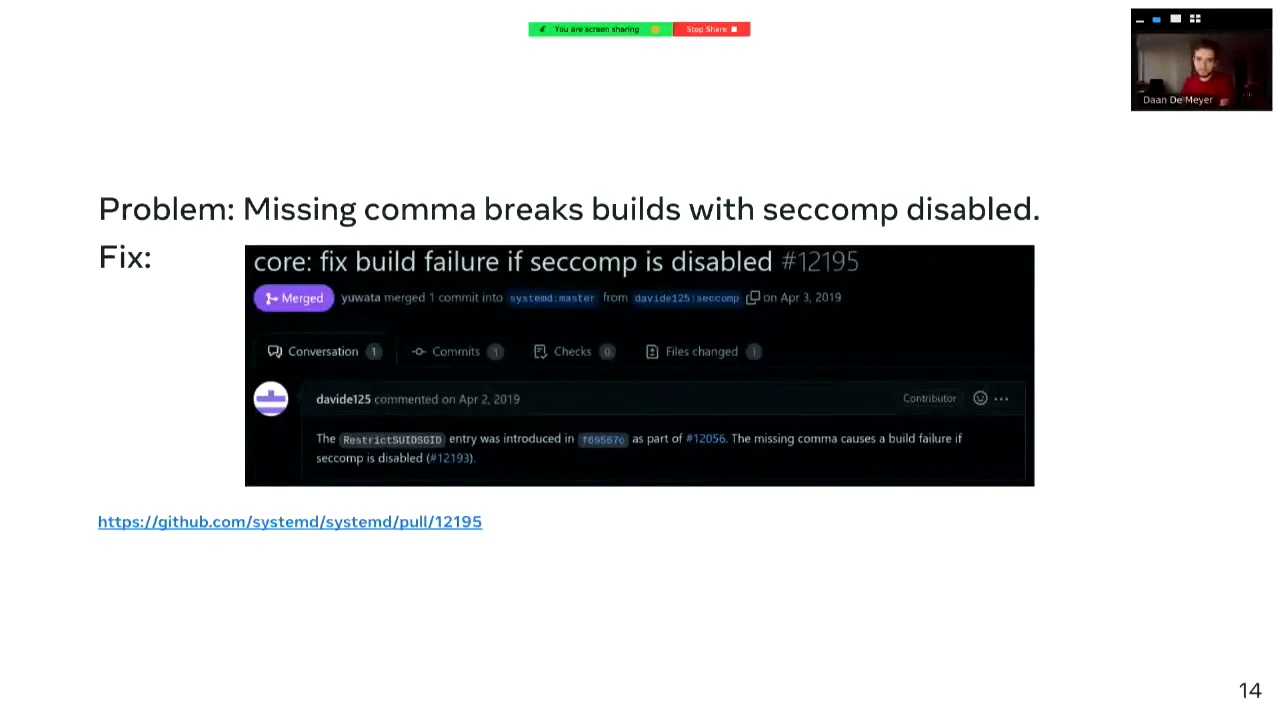 You are screen sharing
Stop Share
Daan De Meyer
Problem: Missing comma breaks builds with seccomp disabled.
Fix:
core: fix build failure if seccomp is disabled #12195
Merged yuwata merged 1 commit into systemd:master from davide125:seccomp on Apr 3, 2019
Conversation 1 Commits 1 Checks 0 Files changed 1
davide125 commented on Apr 2, 2019 Contributor
The RestrictSUIDSGID entry was introduced in f69567c as part of #12056. The missing comma causes a build failure if
seccomp is disabled (#12193).
https://github.com/systemd/systemd/pull/12195
14